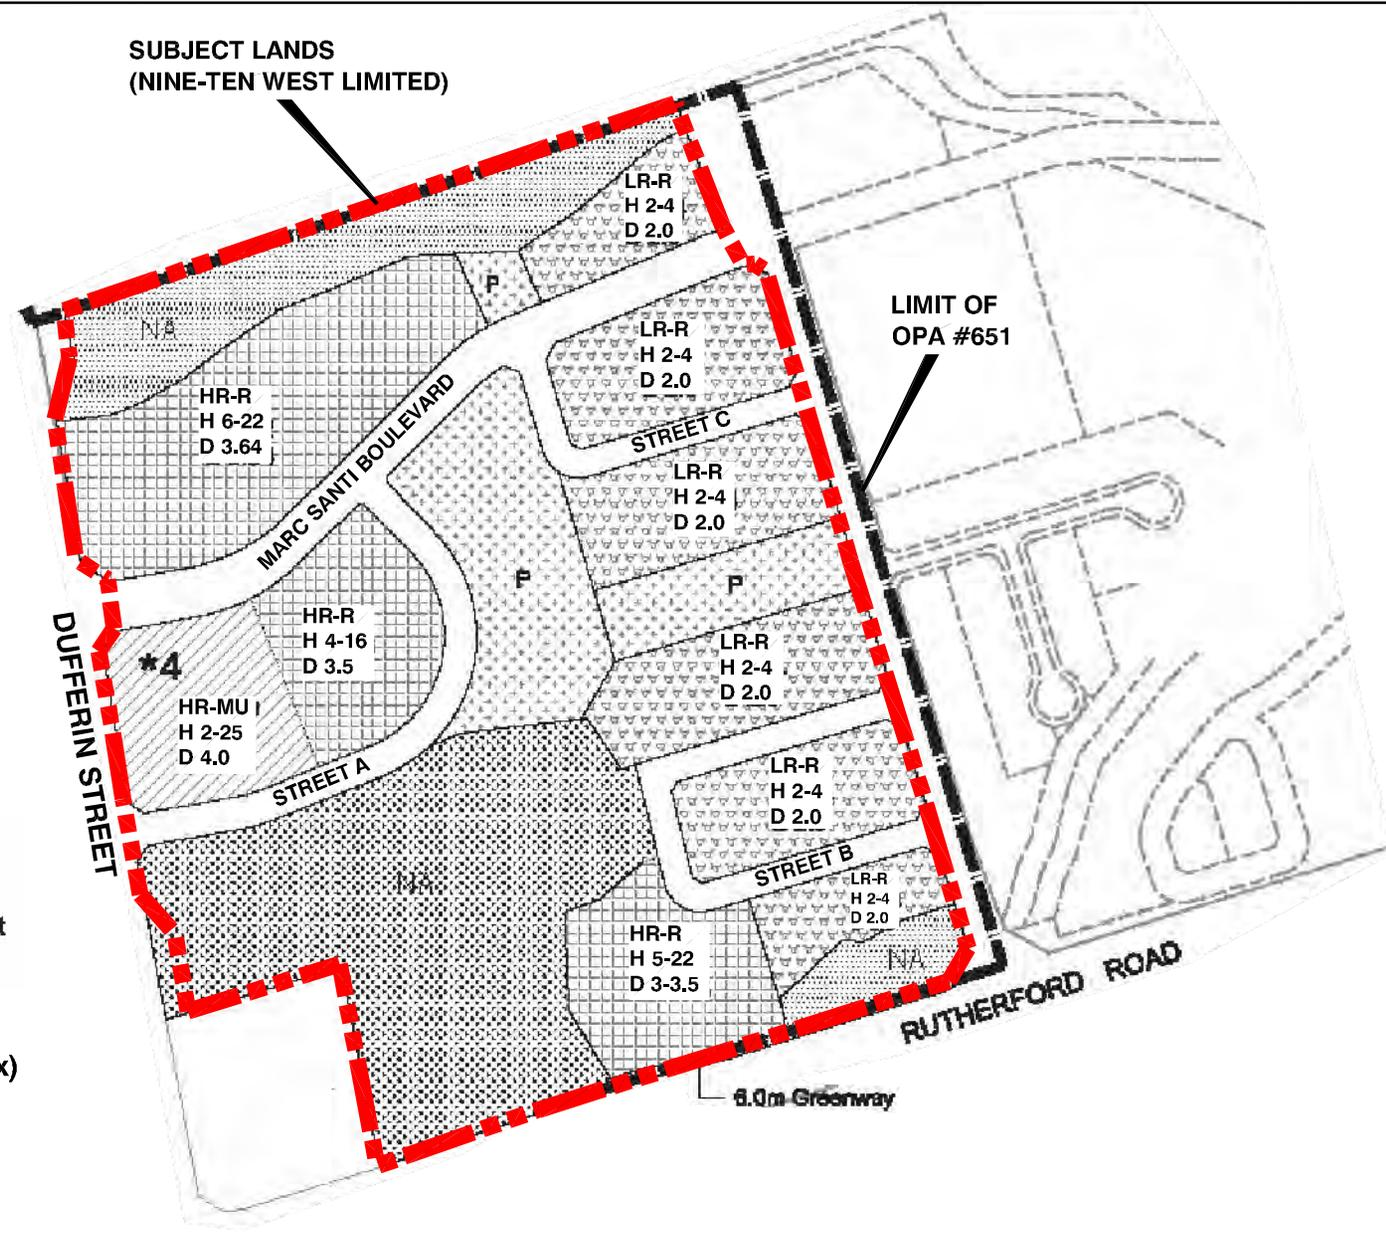 SUBJECT LANDS
(NINE-TEN WEST LIMITED)
LR-R
H 2-4
D 2.0
P
NA
LIMIT OF
OPA #651
LR-R
H 2-4
D 2.0
HR-R
H 6-22
D 3.64
MARC SANTI BOULEVARD
STREET C
LR-R
H 2-4
D 2.0
P
P
HR-R
H 4-16
D 3.5
LR-R
H 2-4
D 2.0
*4
HR-MU
H 2-25
D 4.0
DUFFERIN STREET
STREET A
LR-R
H 2-4
D 2.0
STREET B
NA
LR-R
H 2-4
D 2.0
t
HR-R
H 5-22
D 3-3.5
NA
RUTHERFORD ROAD
x)
6.0m Greenway